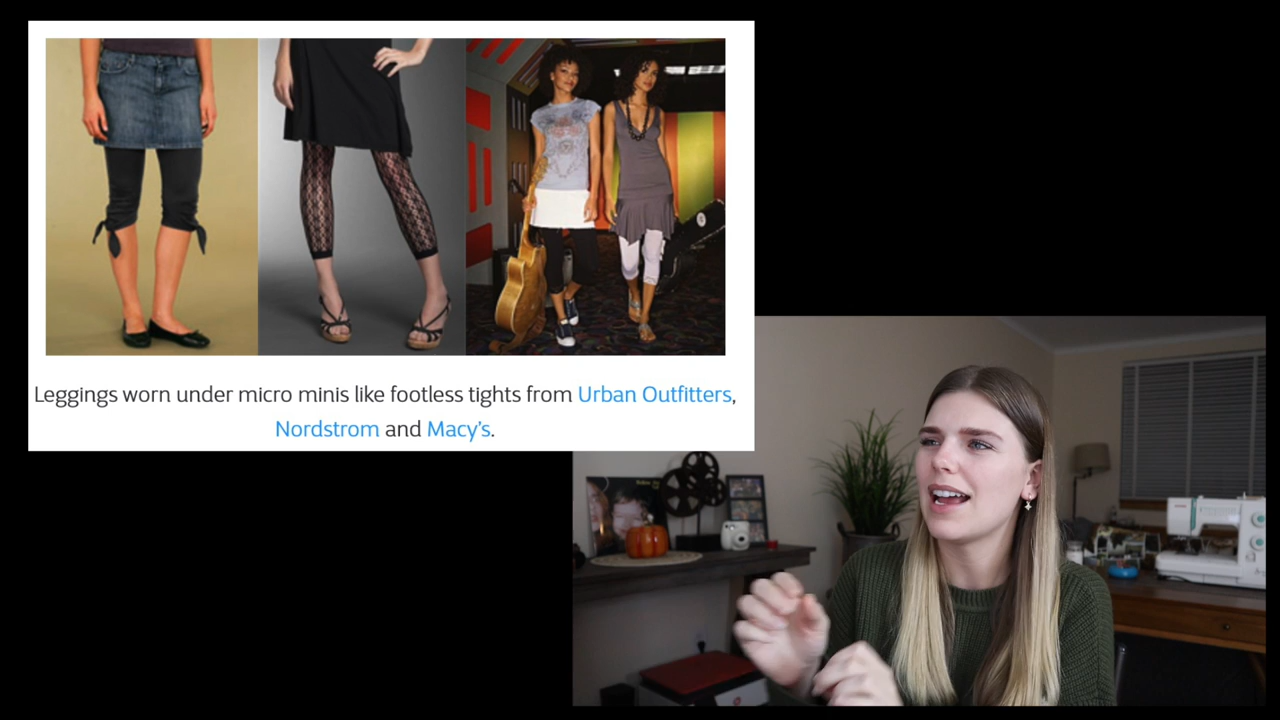 Leggings worn under micro minis like footless tights from Urban Outfitters,
Nordstrom and Macy's.